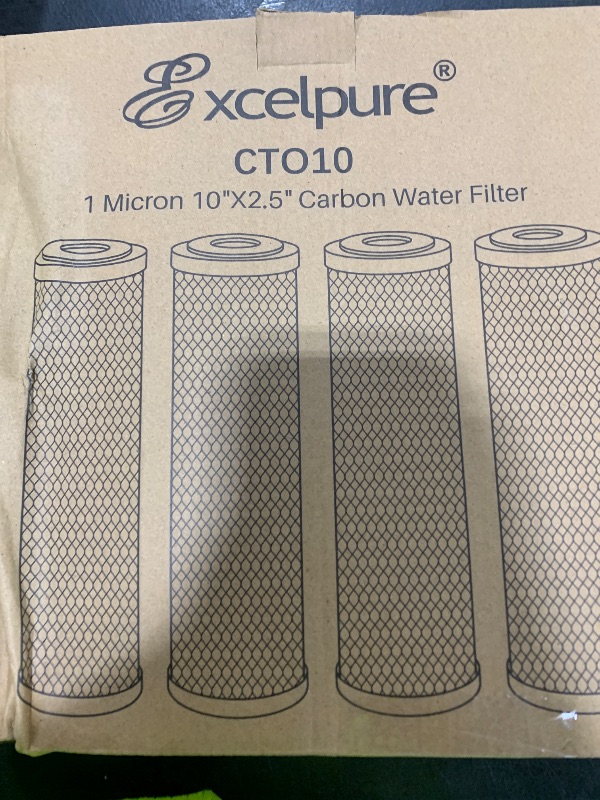 Excelpure®
CTO10
1 Micron 10"X2.5" Carbon Water Filter